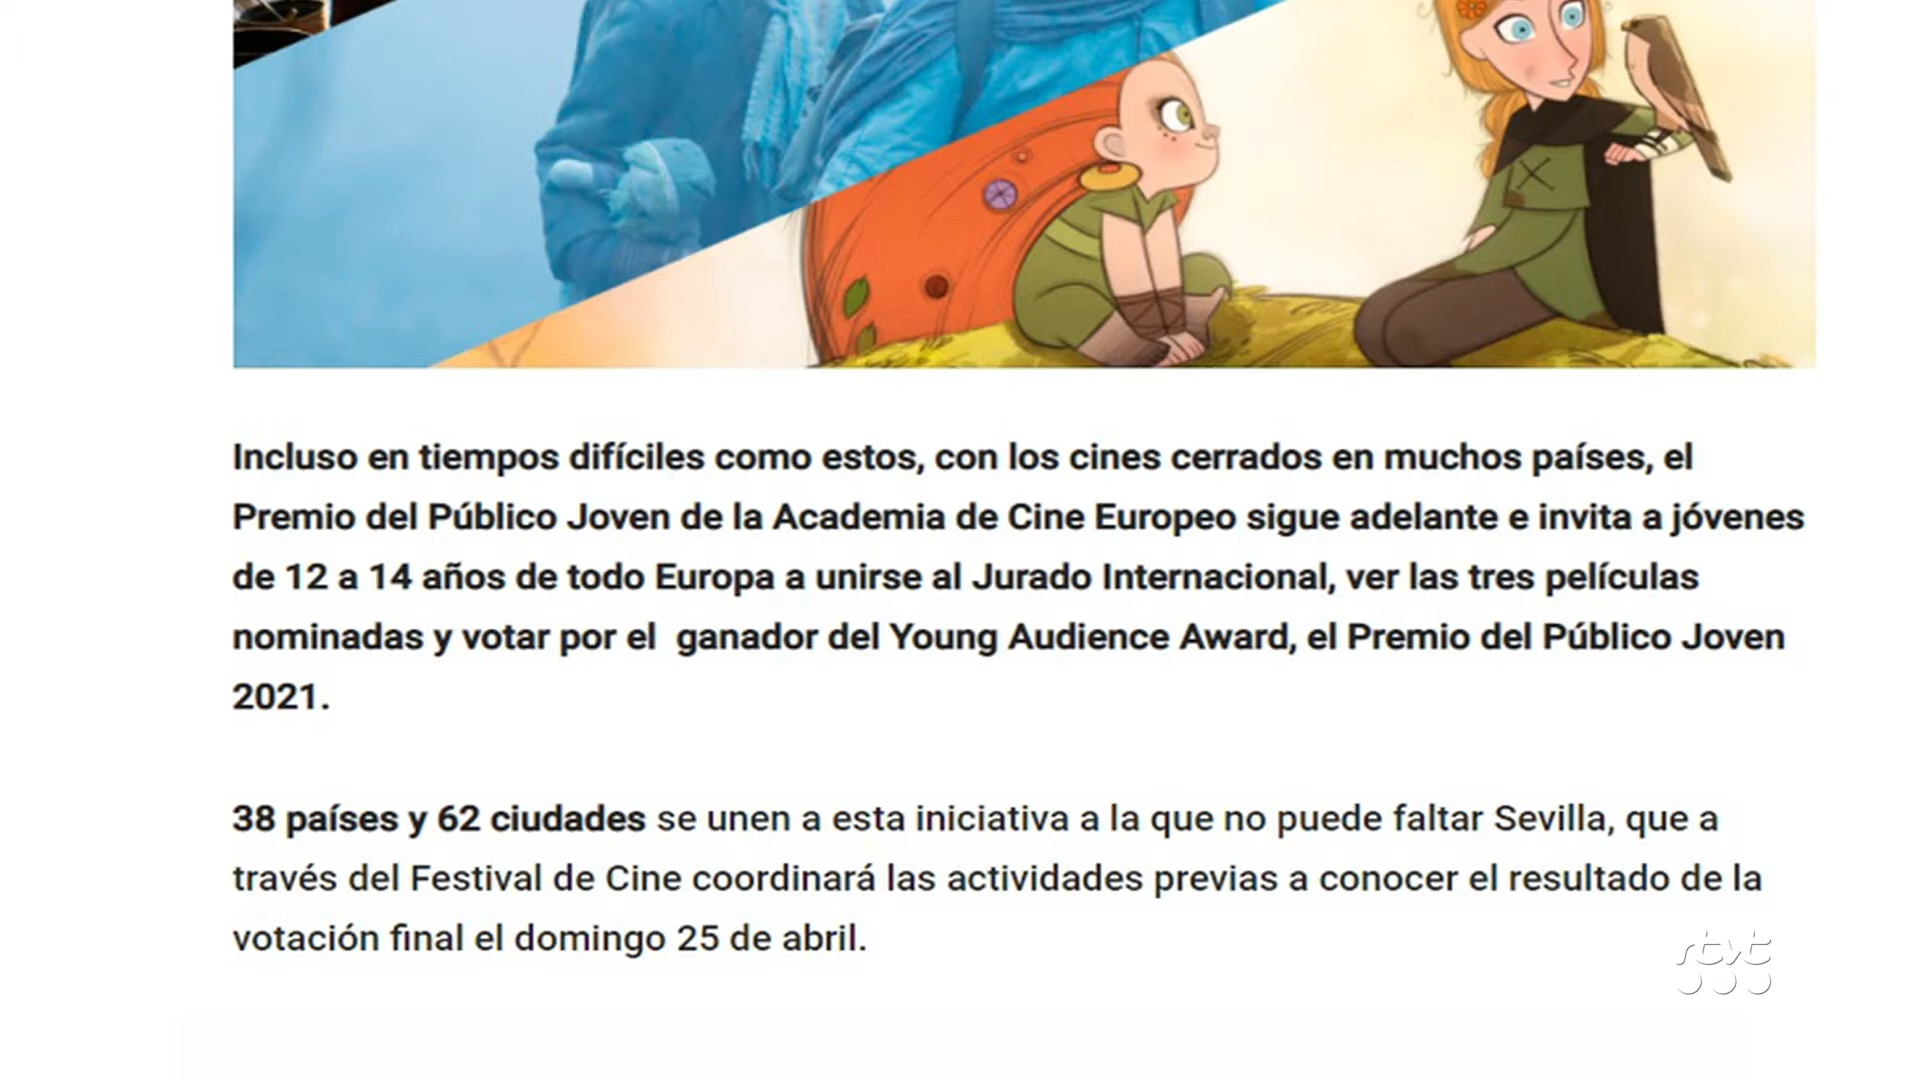 Incluso en tiempos difíciles como estos, con los cines cerrados en muchos países, el
Premio del Público Joven de la Academia de Cine Europeo sigue adelante e invita a jóvenes
de 12 a 14 años de todo Europa a unirse al Jurado Internacional, ver las tres películas
nominadas y votar por el  ganador del Young Audience Award, el Premio del Público Joven
2021.
38 países y 62 ciudades se unen a esta iniciativa a la que no puede faltar Sevilla, que a
través del Festival de Cine coordinará las actividades previas a conocer el resultado de la
votación final el domingo 25 de abril.
rtvt